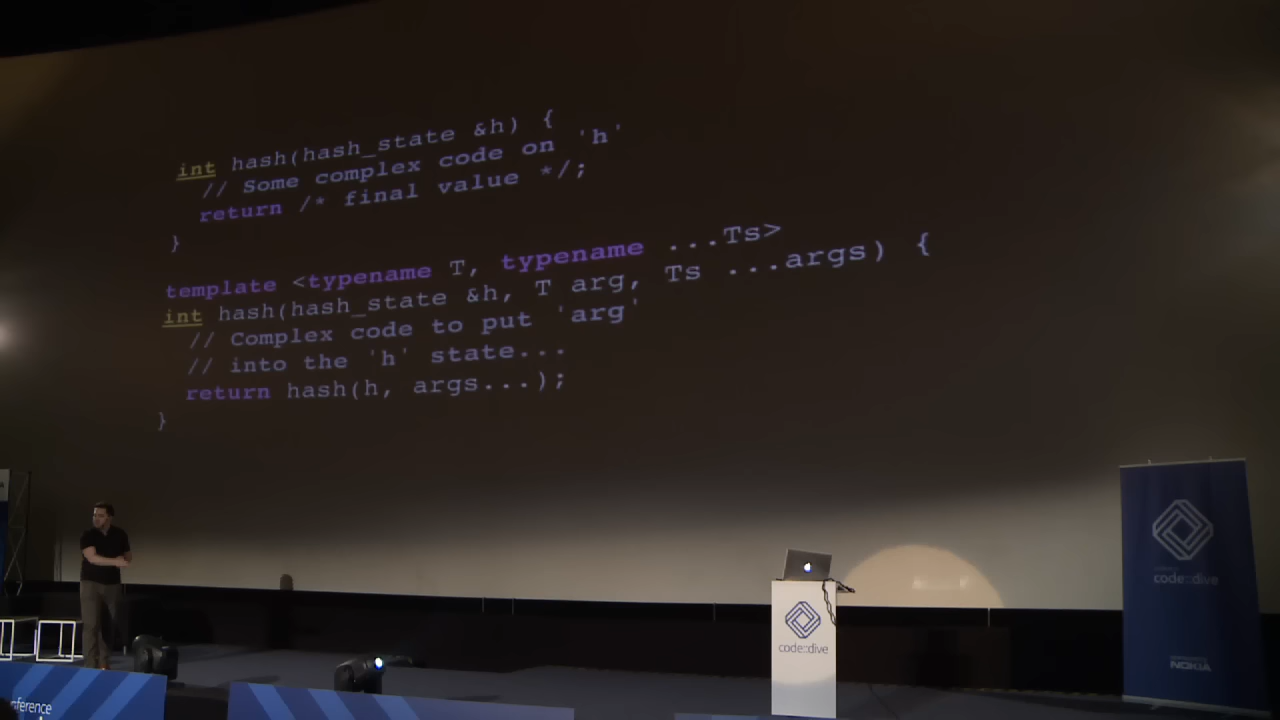 int hash(hash_state &h) {
// Some complex code on 'h'
return /* final value */;
}
template <typename T, typename ...Ts>
int hash(hash_state &h, T arg, Ts ...args) {
// Complex code to put 'arg'
// into the 'h' state...
return hash(h, args...);
}
code::dive
NOKIA
code::dive
nference